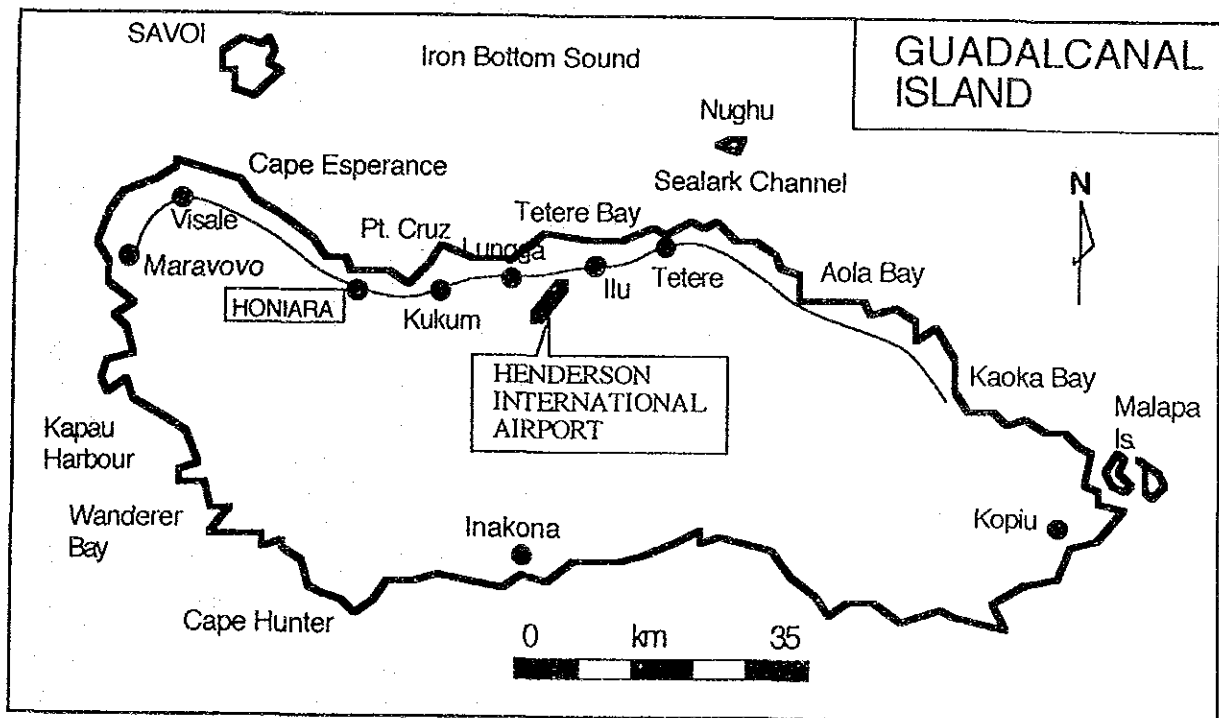 SAVOI
Iron Bottom Sound
GUADALCANAL
ISLAND
Nughu
Cape Esperance
Sealark Channel
N
Visale
Pt. Cruz
Tetere Bay
Lungga
Maravovo
Tetere
Aola Bay
Ilu
HONIARA
Kukum
HENDERSON
INTERNATIONAL
AIRPORT
Kaoka Bay
Malapa
Is.
Kapau
Harbour
Wanderer
Bay
Inakona
Kopiu
Cape Hunter
0 km 35